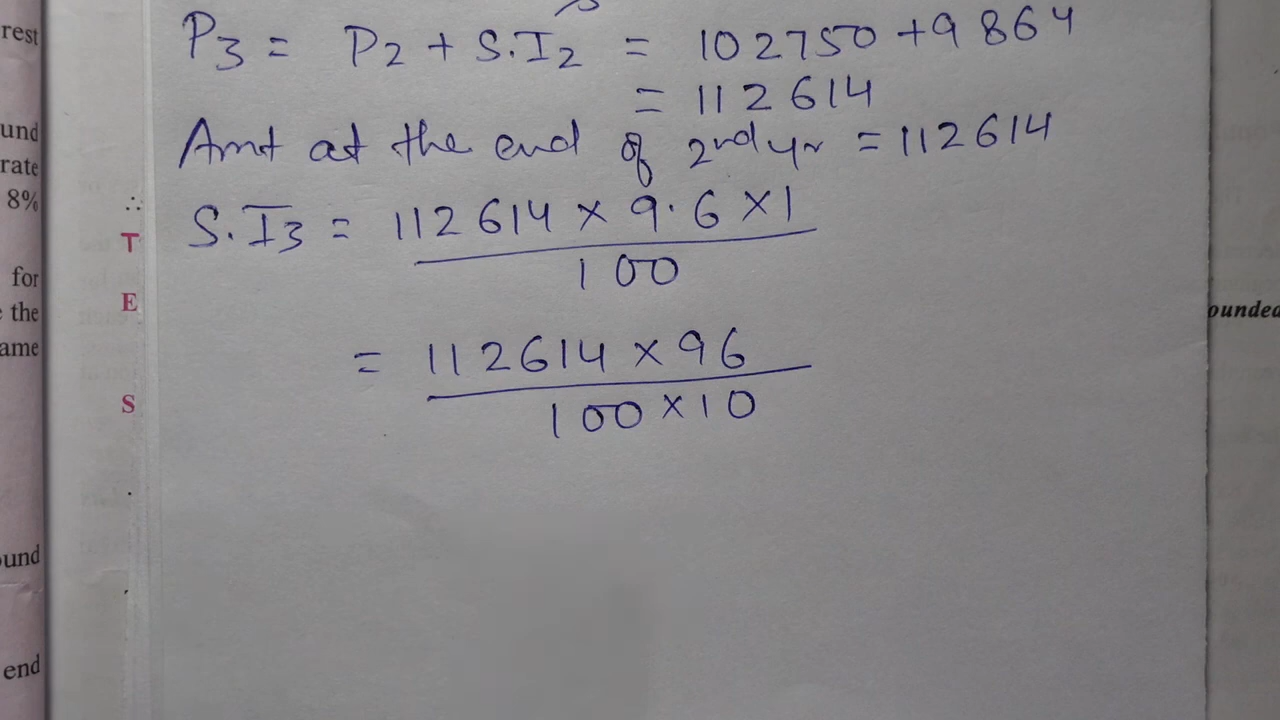 rest
P3 = P2 + S.I2 = 102750 + 9864
= 112614
und
Amt at the end of 2nd yr = 112614
rate
8%
∴
S.I3 = 112614 × 9.6 × 1
100
T
for
E
the
ounded
ame
= 112614 × 96
100 × 10
S
ound
end